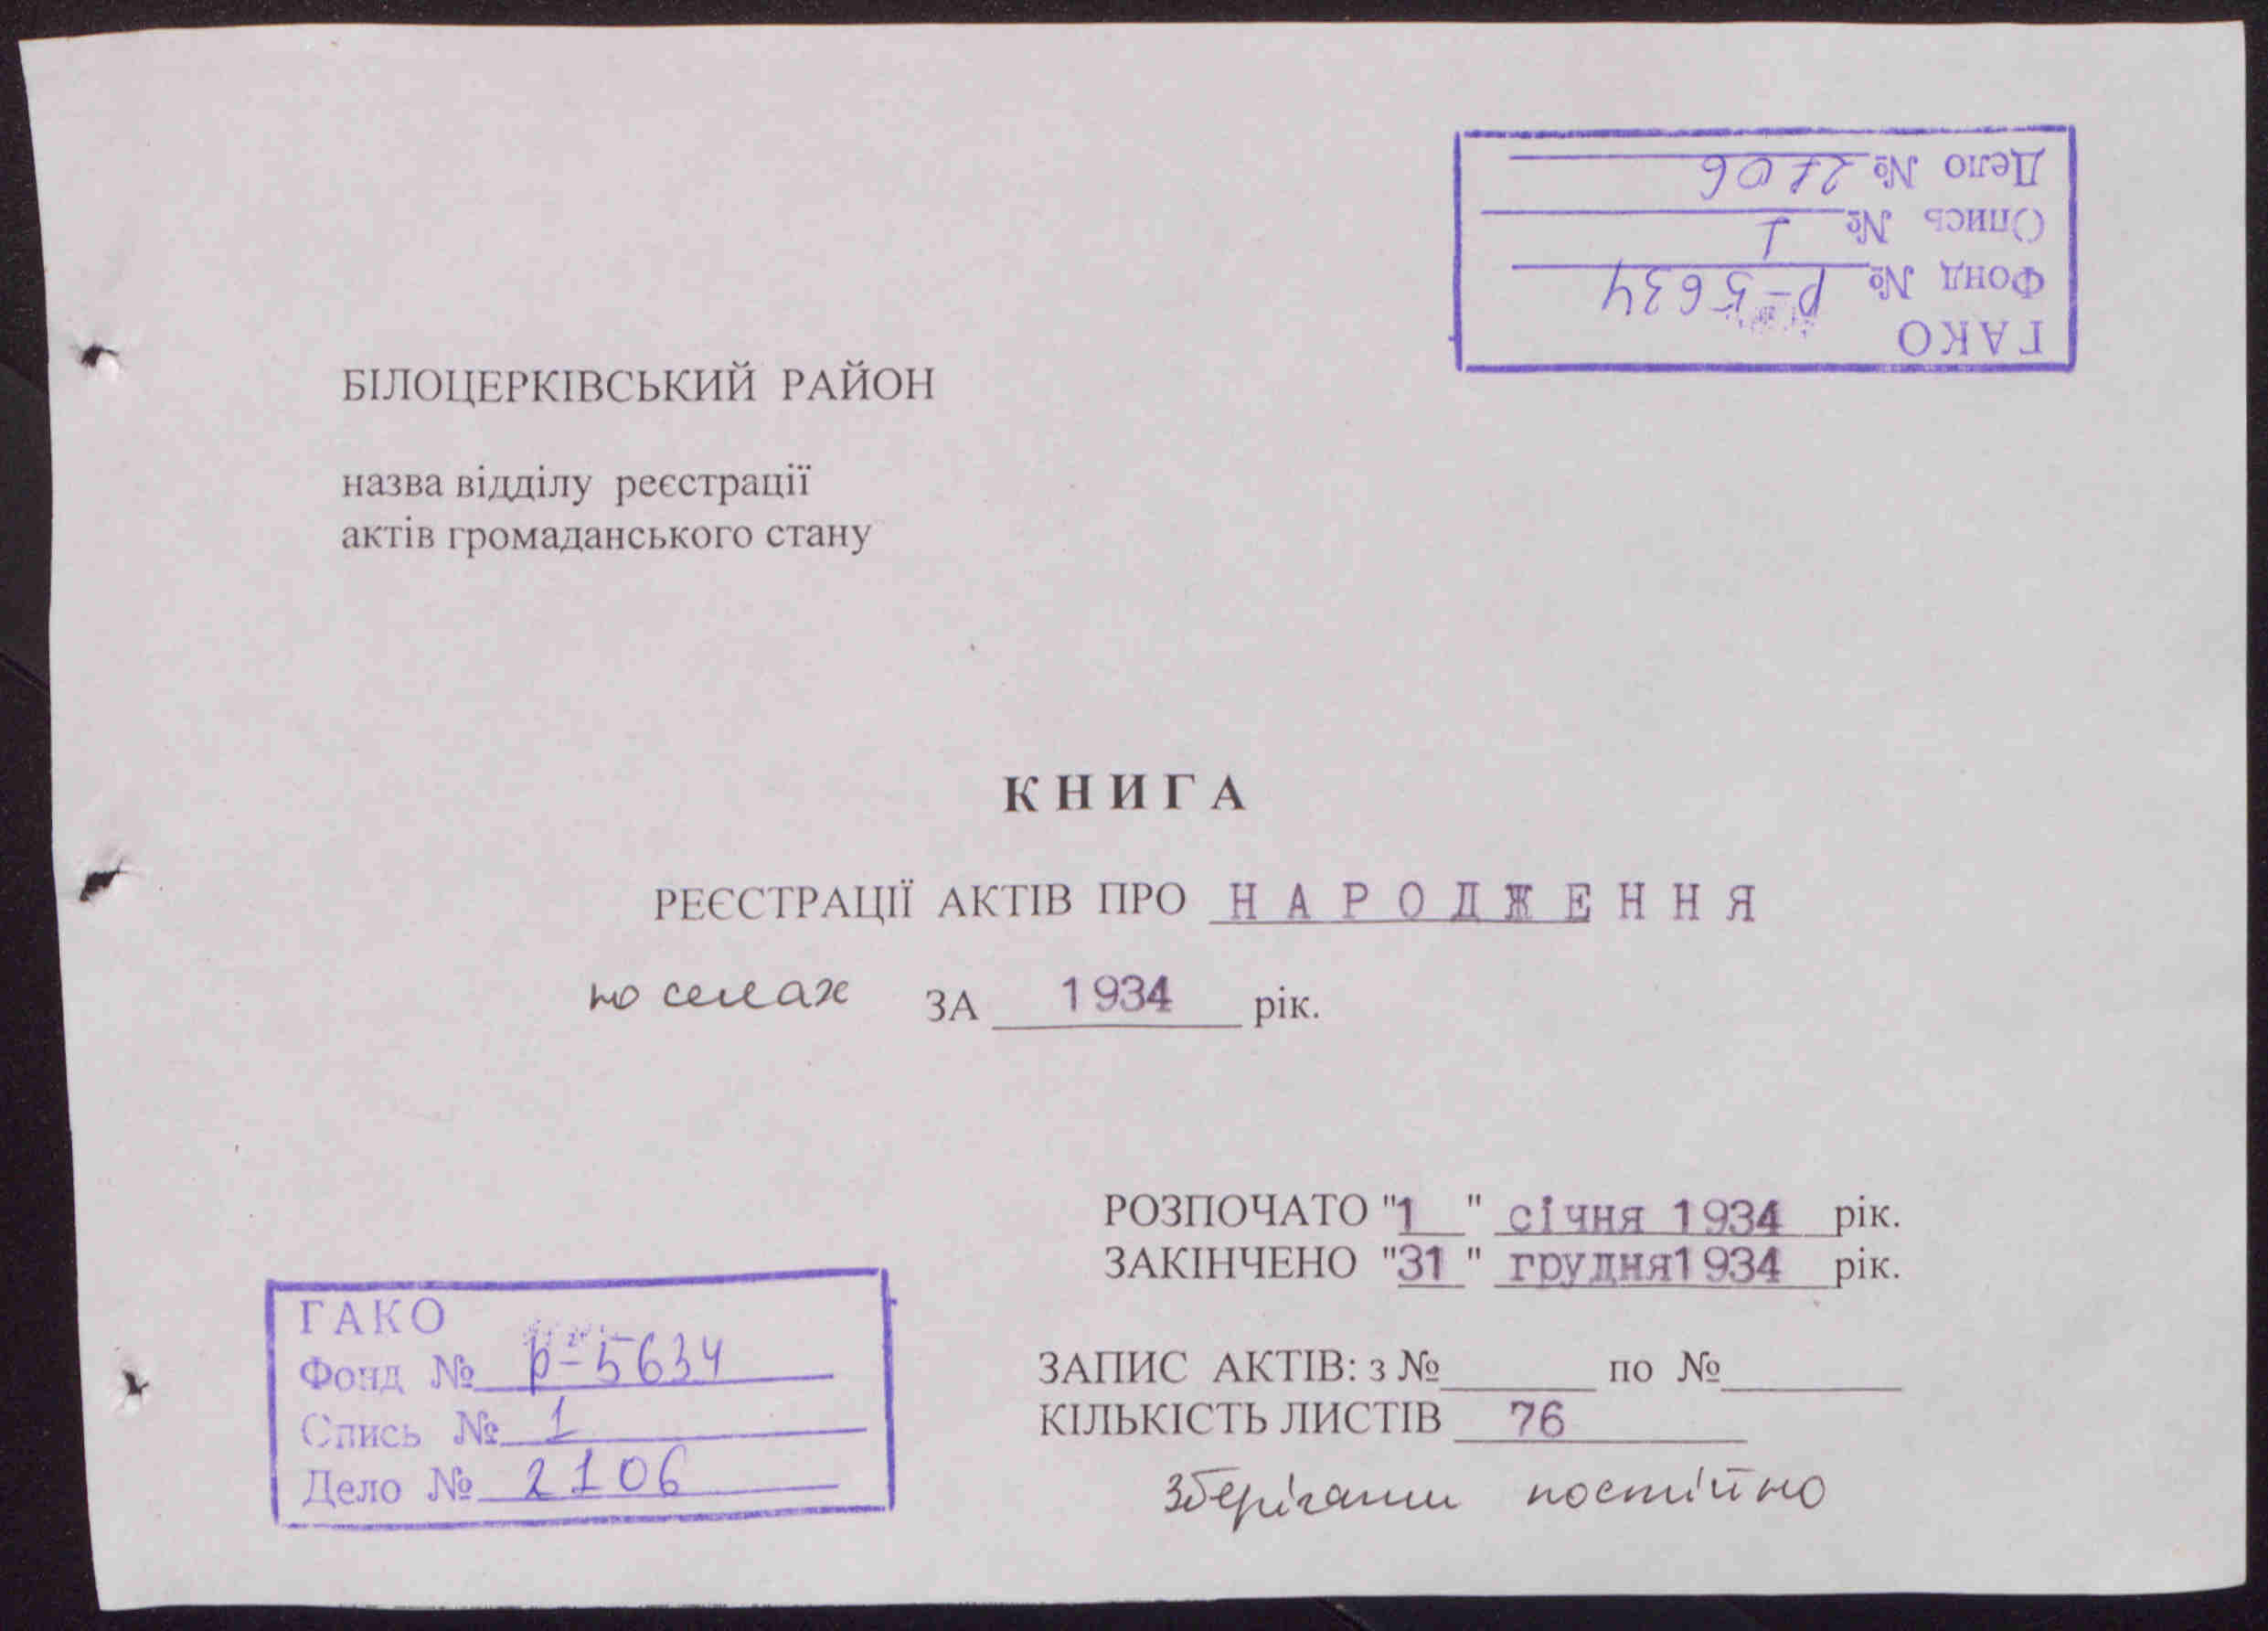 ГАКО
Фонд № р-5634
Опись № 1
Дело № 2106
БІЛОЦЕРКІВСЬКИЙ РАЙОН
назва відділу реєстрації
актів громаданського стану
КНИГА
РЕЄСТРАЦІЇ АКТІВ ПРО НАРОДЖЕННЯ
по селах ЗА 1934 рік.
РОЗПОЧАТО "1" січня 1934 рік.
ЗАКІНЧЕНО "31" грудня1934 рік.
ЗАПИС АКТІВ: з № по №
КІЛЬКІСТЬ ЛИСТІВ 76
Зберігати постійно
ГАКО
Фонд № р-5634
Опись № 1
Дело № 2106